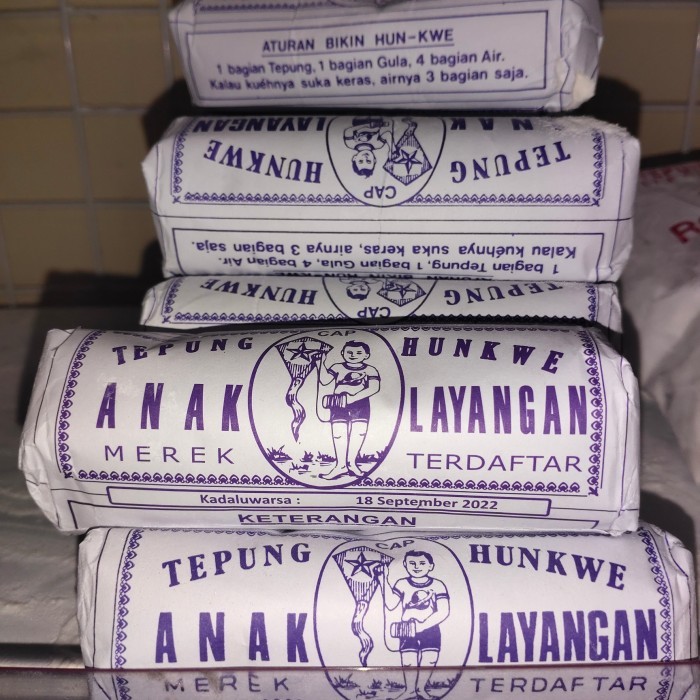 ATURAN BIKIN HUN-KWE
1 bagian Tepung, 1 bagian Gula, 4 bagian Air.
Kalau kuéhnya suka keras, airnya 3 bagian saja.
ANAK LAYANGAN
TEPUNG HUNKWE
CAP
1 bagian Tepung, 1 bagian Gula, 4 bagian Air.
Kalau kuéhnya suka keras, airnya 3 bagian saja.
TEPUNG HUNKWE
CAP
CAP
TEPUNG HUNKWE
ANAK LAYANGAN
MEREK TERDAFTAR
Kadaluwarsa : 18 September 2022
KETERANGAN
CAP
TEPUNG HUNKWE
ANAK LAYANGAN
MEREK TERDAFTAR